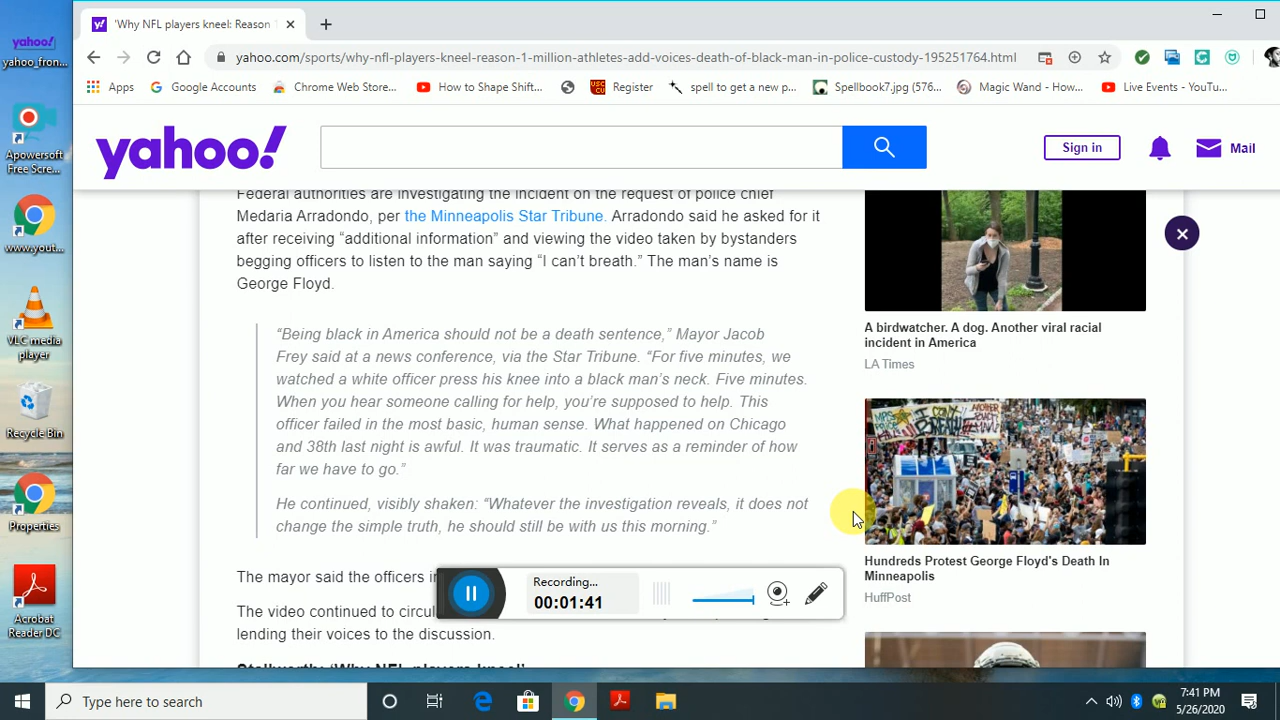 'Why NFL players kneel: Reason 1
yahoo.com/sports/why-nfl-players-kneel-reason-1-million-athletes-add-voices-death-of-black-man-in-police-custody-195251764.html
Apps
Google Accounts
Chrome Web Store...
How to Shape Shift...
USC CU
Register
spell to get a new p...
Spellbook7.jpg (576...
Magic Wand - How...
Live Events - YouTu...
yahoo!
Sign in
Mail
yahoo!
yahoo_fron...
Apowersoft
Free Scre...
www.yout...
VLC media
player
Recycle Bin
Properties
Acrobat
Reader DC
Federal authorities are investigating the incident on the request of police chief
Medaria Arradondo, per the Minneapolis Star Tribune. Arradondo said he asked for it
after receiving “additional information” and viewing the video taken by bystanders
begging officers to listen to the man saying “I can’t breath.” The man’s name is
George Floyd.
“Being black in America should not be a death sentence,” Mayor Jacob
Frey said at a news conference, via the Star Tribune. “For five minutes, we
watched a white officer press his knee into a black man’s neck. Five minutes.
When you hear someone calling for help, you’re supposed to help. This
officer failed in the most basic, human sense. What happened on Chicago
and 38th last night is awful. It was traumatic. It serves as a reminder of how
far we have to go.”
He continued, visibly shaken: “Whatever the investigation reveals, it does not
change the simple truth, he should still be with us this morning.”
The mayor said the officers i
The video continued to circul
lending their voices to the discussion.
Stallworth: ‘Why NFL players kneel’
A birdwatcher. A dog. Another viral racial
incident in America
LA Times
I CAN'T
BREATH
Hundreds Protest George Floyd's Death In
Minneapolis
HuffPost
Recording...
00:01:41
Type here to search
7:41 PM
5/26/2020